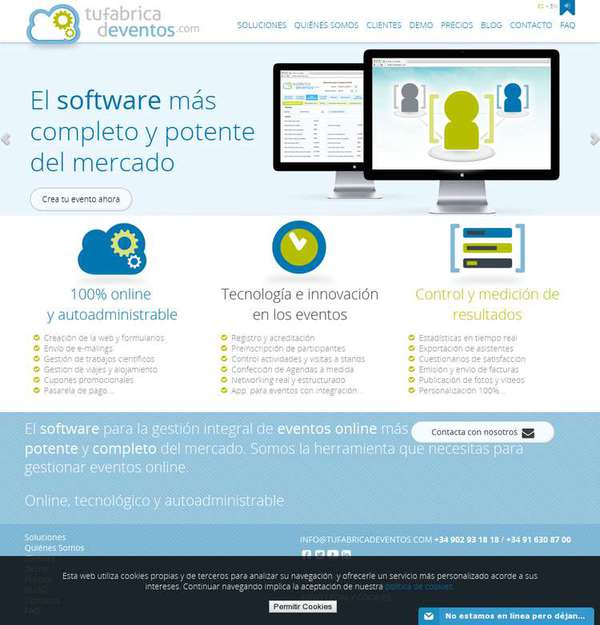 tufabrica
deventos.com
ES - EN
SOLUCIONES QUIÉNES SOMOS CLIENTES DEMO PRECIOS BLOG CONTACTO FAQ
El software más
completo y potente
del mercado
Crea tu evento ahora
100% online
y autoadministrable
Creación de la web y formularios
Envío de e-mailings
Gestión de trabajos científicos
Gestión de viajes y alojamiento
Cupones promocionales
Pasarela de pago...
Tecnología e innovación
en los eventos
Registro y acreditación
Pre-inscripción de participantes
Control actividades y visitas a stands
Confección de Agendas a medida
Networking real y estructurado
App. para eventos con integración...
Control y medición de
resultados
Estadísticas en tiempo real
Exportación de asistentes
Cuestionarios de satisfacción
Emisión y envío de facturas
Publicación de fotos y vídeos
Personalización 100%...
El software para la gestión integral de eventos online más
potente y completo del mercado. Somos la herramienta que necesitas para
gestionar eventos online.
Contacta con nosotros
Online, tecnológico y autoadministrable
Soluciones
Quiénes Somos
INFO@TUFABRICADEVENTOS.COM +34 902 93 18 18 / +34 91 630 87 00
Esta web utiliza cookies propias y de terceros para analizar su navegación y ofrecerle un servicio más personalizado acorde a sus
intereses. Continuar navegando implica la aceptación de nuestra política de cookies.
Permitir Cookies
FAQ
No estamos en línea pero déjan...